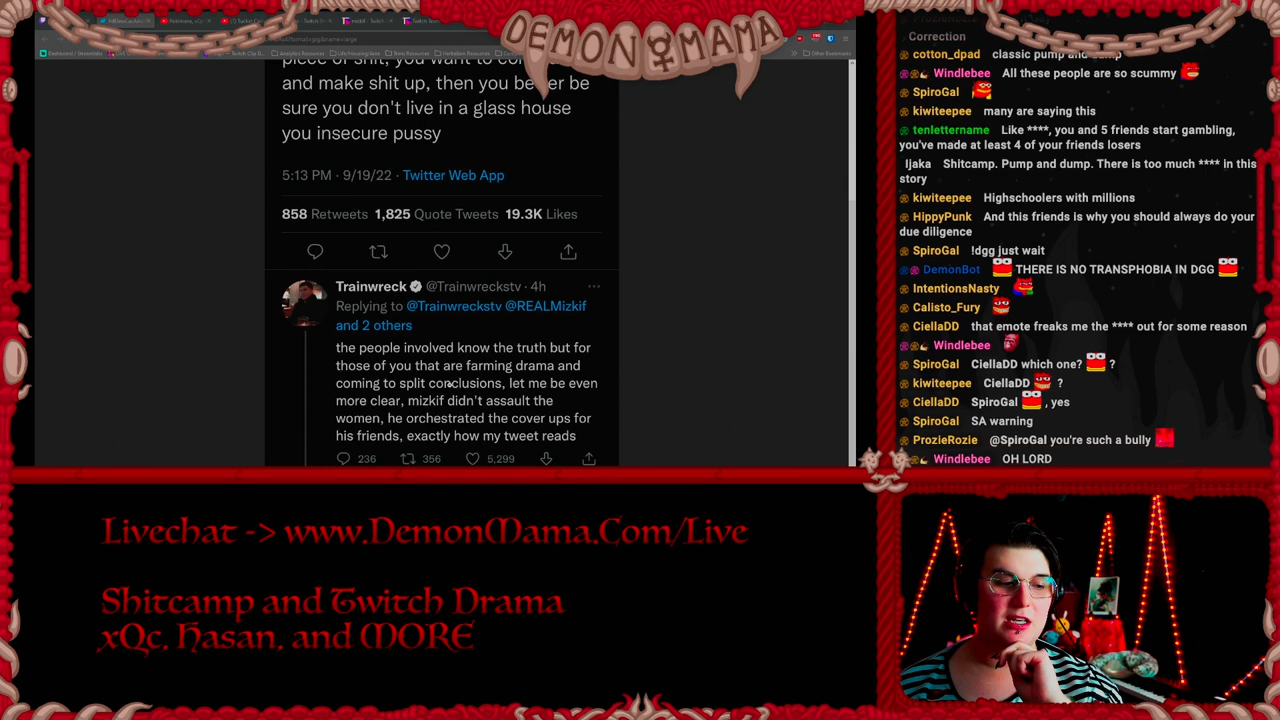 DEMON MAMA
piece of shit, you want to
and make shit up, then you better be
sure you don't live in a glass house
you insecure pussy
5:13 PM · 9/19/22 · Twitter Web App
858 Retweets 1,825 Quote Tweets 19.3K Likes
Trainwreck @Trainwreckstv · 4h
Replying to @Trainwreckstv @REALMizkif
and 2 others
the people involved know the truth but for
those of you that are farming drama and
coming to split conclusions, let me be even
more clear, mizkif didn't assault the
women, he orchestrated the cover ups for
his friends, exactly how my tweet reads
236 356 5,299
Correction
cotton_dpad classic pump and dump
Windlebee All these people are so scummy
SpiroGal
kiwiteepee many are saying this
tenlettername Like ****, you and 5 friends start gambling,
you've made at least 4 of your friends losers
Ijaka Shitcamp. Pump and dump. There is too much **** in this
story
kiwiteepee Highschoolers with millions
HippyPunk And this friends is why you should always do your
due diligence
SpiroGal !dgg just wait
DemonBot THERE IS NO TRANSPHOBIA IN DGG
IntentionsNasty
Calisto_Fury
CiellaDD that emote freaks me the **** out for some reason
Windlebee
SpiroGal CiellaDD which one? ?
kiwiteepee CiellaDD ?
CiellaDD SpiroGal , yes
SpiroGal SA warning
ProzieRozie @SpiroGal you're such a bully
Windlebee OH LORD
Livechat -> www.DemonMama.Com/Live
Shitcamp and Twitch Drama
xQc, Hasan, and MORE